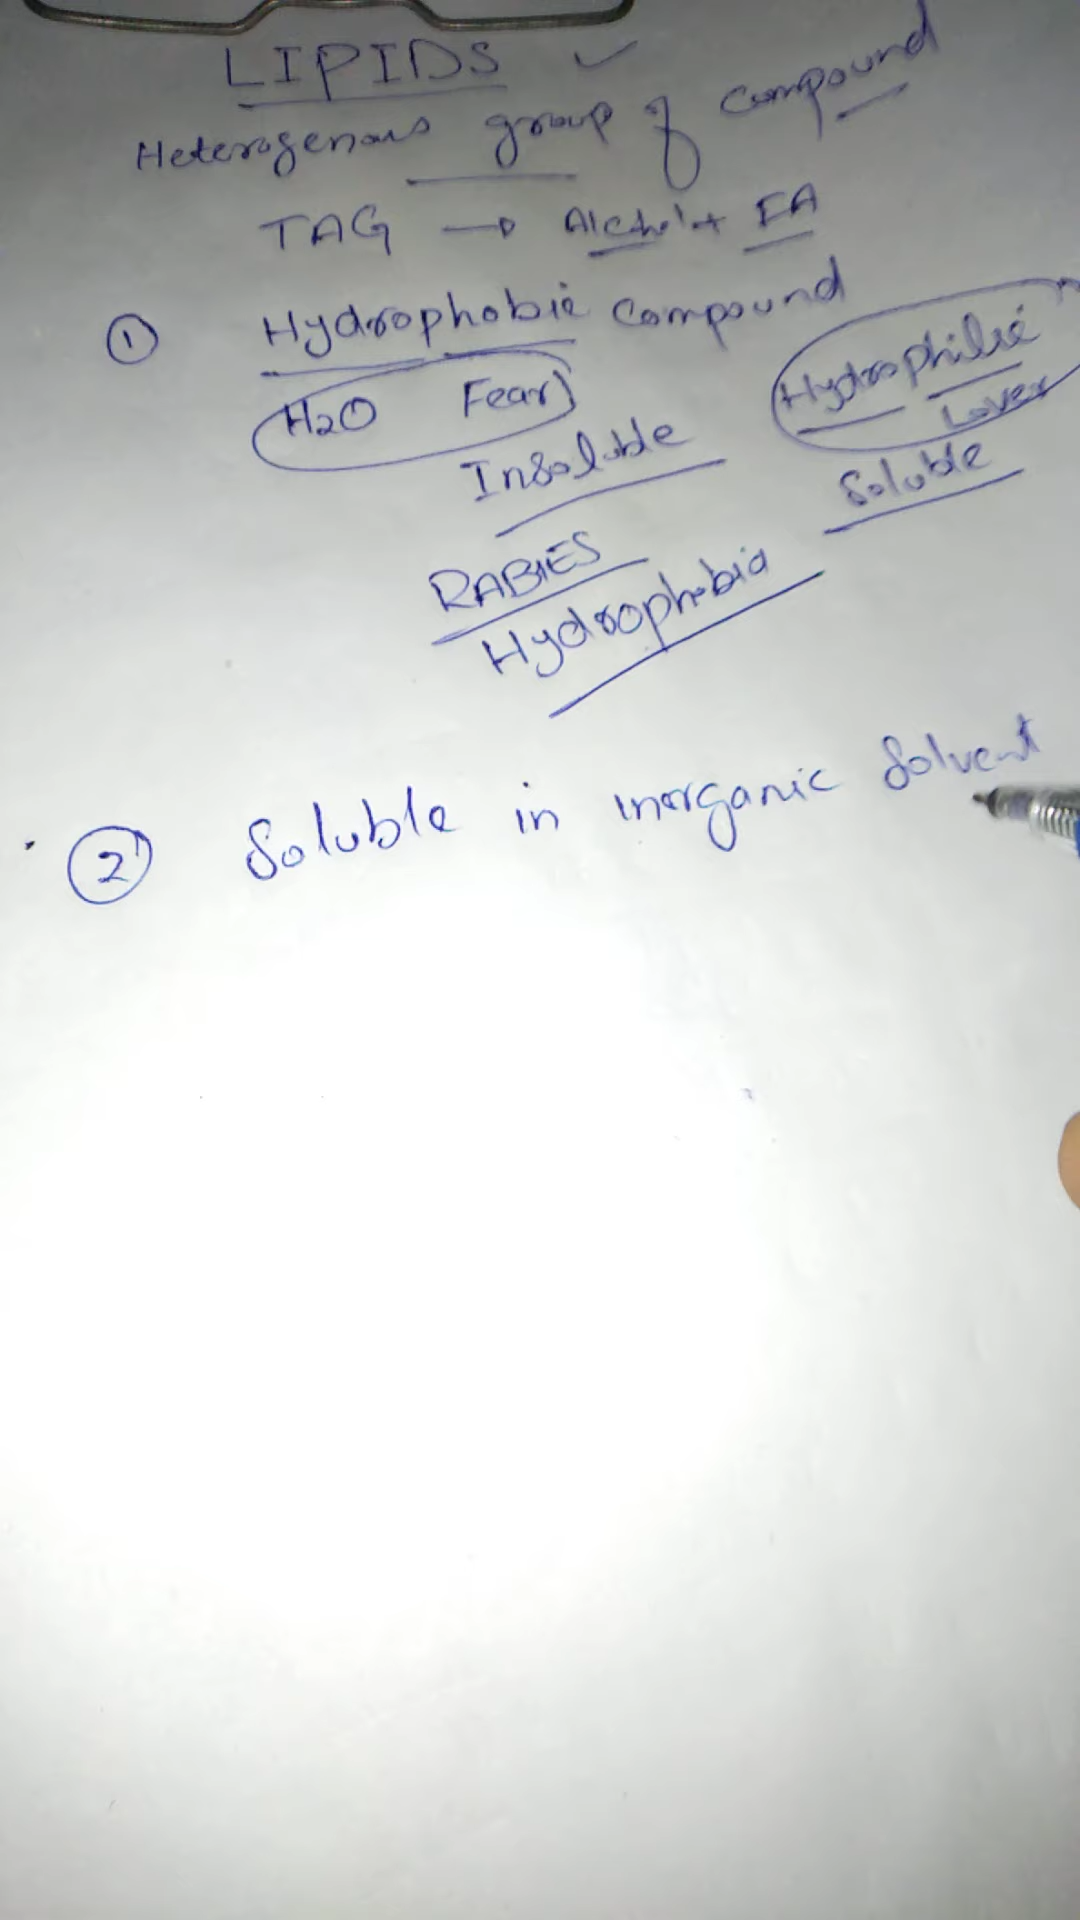 LIPIDS
Heterogenous group of compound
TAG → Alcohol + FA
① Hydrophobic compound
H2O Fear
Hydrophilic
Lover
Insoluble
Soluble
RABIES
Hydrophobia
② Soluble in inorganic solvent